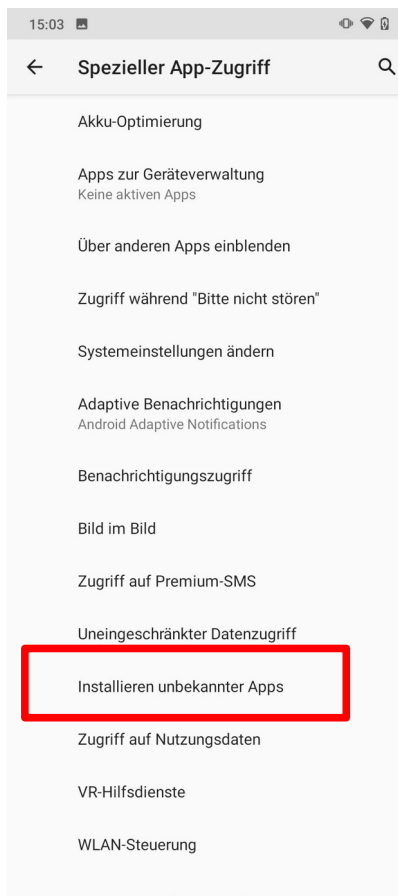 15:03
Spezieller App-Zugriff
Akku-Optimierung
Apps zur Geräteverwaltung
Keine aktiven Apps
Über anderen Apps einblenden
Zugriff während "Bitte nicht stören"
Systemeinstellungen ändern
Adaptive Benachrichtigungen
Android Adaptive Notifications
Benachrichtigungszugriff
Bild im Bild
Zugriff auf Premium-SMS
Uneingeschränkter Datenzugriff
Installieren unbekannter Apps
Zugriff auf Nutzungsdaten
VR-Hilfsdienste
WLAN-Steuerung